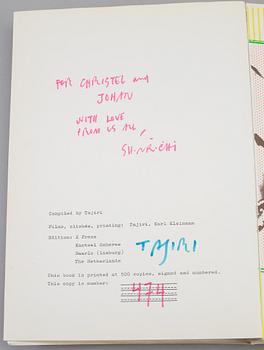 FOR CHRISTEL and
JOHAN
WITH LOVE
FROM US ALL,
SHINKICHI
Compiled by Tajiri
Films, clichés, printing: Tajiri, Karl Kleimann
Edition: X Press
Kasteel Scheres
Baarlo (Limburg)
The Netherlands
TAJIRI
This book is printed at 500 copies, signed and numbered.
This copy is number:
474